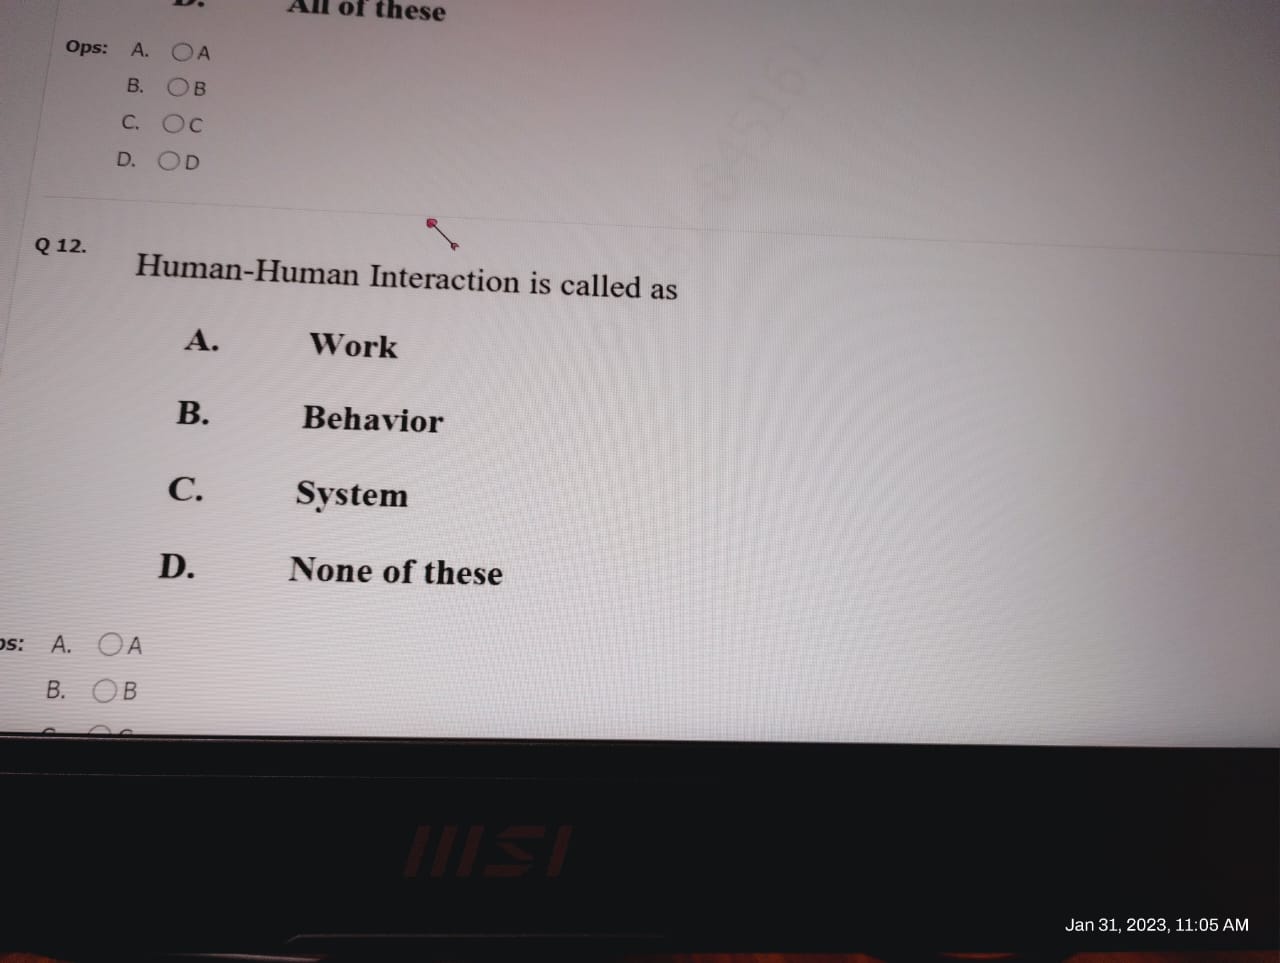 All of these
Ops: A. A
B. B
C. C
D. D
Q 12.
Human-Human Interaction is called as
A. Work
B. Behavior
C. System
D. None of these
A. A
B. B
msi
Jan 31, 2023, 11:05 AM